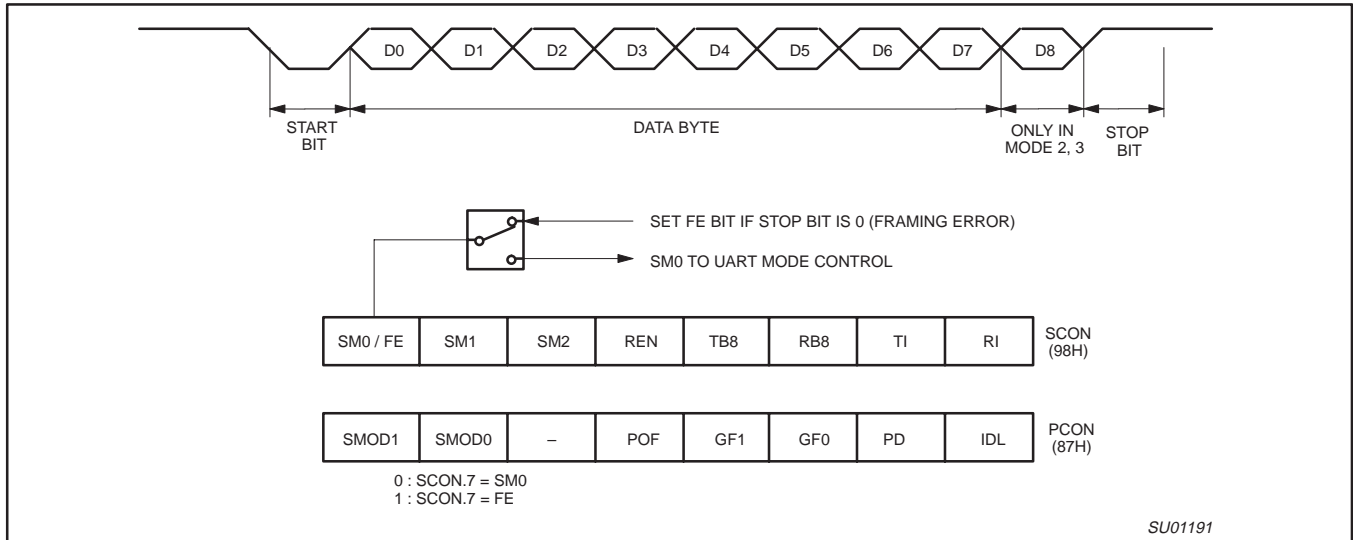 D0 D1 D2 D3 D4 D5 D6 D7 D8
START
BIT
DATA BYTE
ONLY IN
MODE 2, 3
STOP
BIT
SET FE BIT IF STOP BIT IS 0 (FRAMING ERROR)
SM0 TO UART MODE CONTROL
SM0 / FE SM1 SM2 REN TB8 RB8 TI RI
SCON
(98H)
SMOD1 SMOD0 – POF GF1 GF0 PD IDL
PCON
(87H)
0 : SCON.7 = SM0
1 : SCON.7 = FE
SU01191